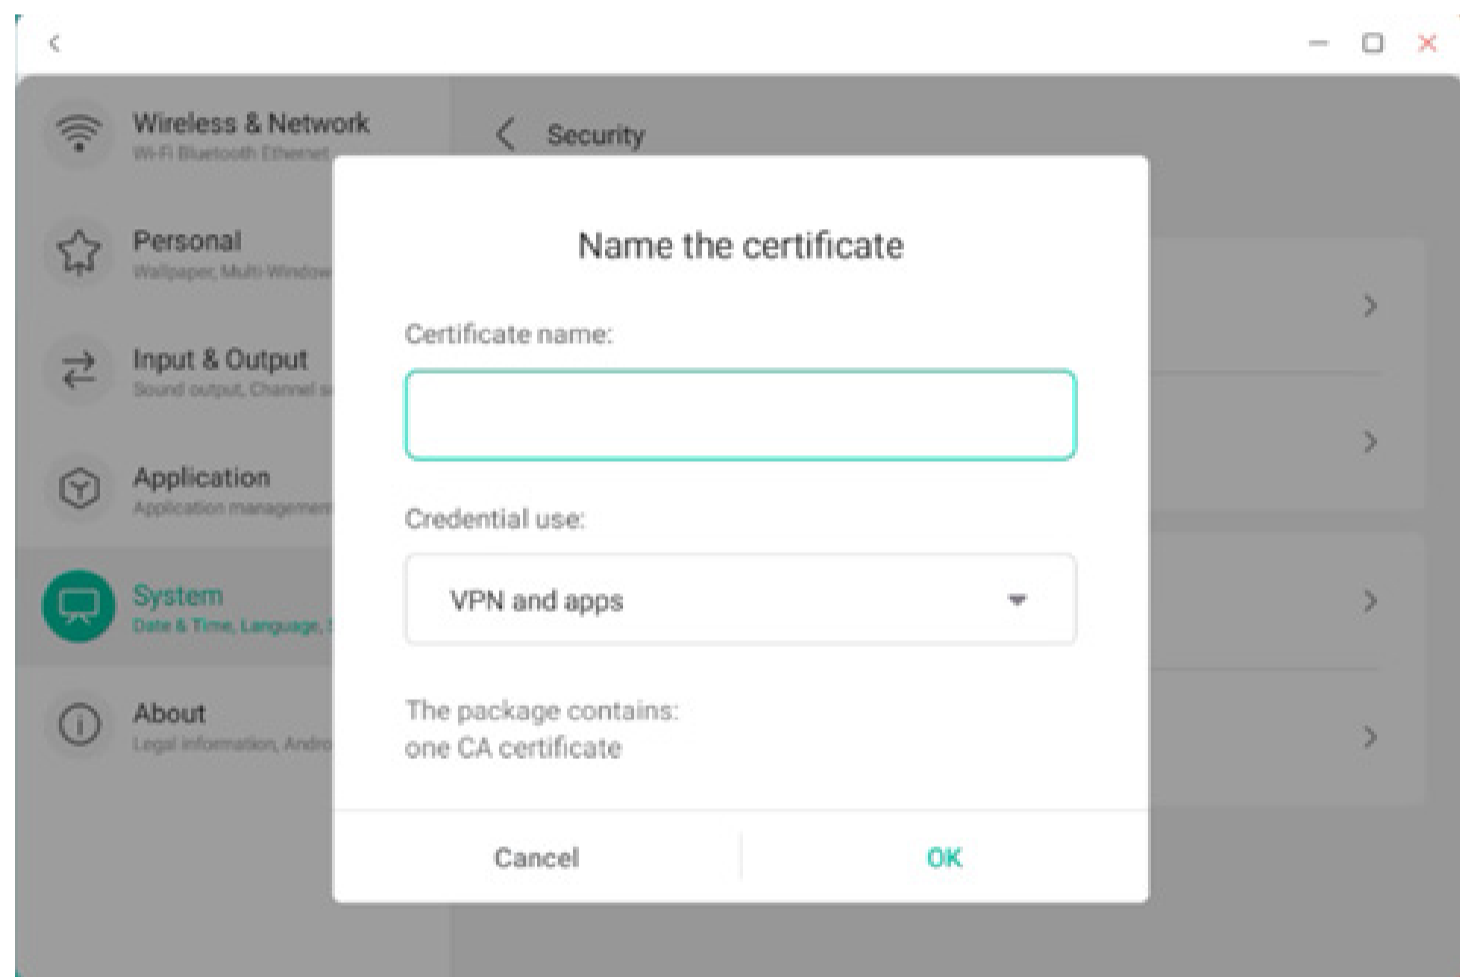 Wireless & Network
Wi-Fi Bluetooth Ethernet
Security
Personal
Wallpaper, Multi-Window
Input & Output
Sound output, Channel
Application
Application
System
Date & Time, Language,
About
Legal information,
Name the certificate
Certificate name:
Credential use:
VPN and apps
The package contains:
one CA certificate
Cancel
OK